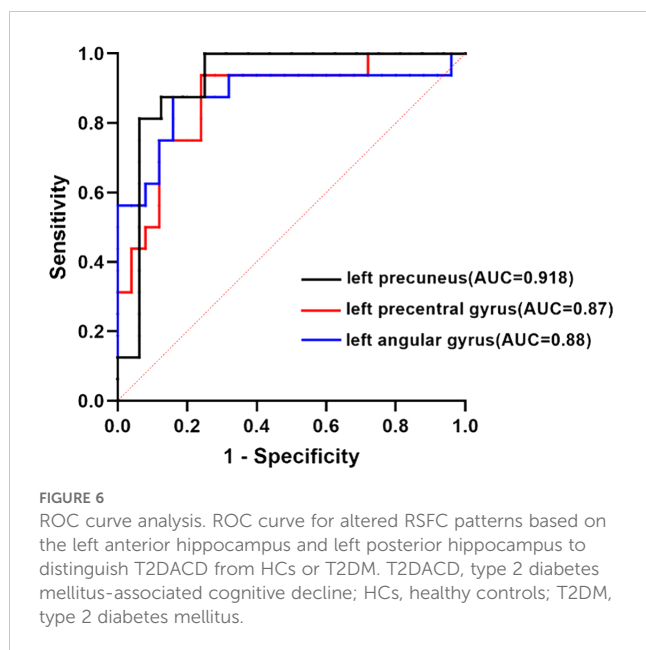 1.0
0.8
0.6
0.4
0.2
0.0
Sensitivity
left precuneus(AUC=0.918)
left precentral gyrus(AUC=0.87)
left angular gyrus(AUC=0.88)
0.0 0.2 0.4 0.6 0.8 1.0
1 - Specificity
FIGURE 6
ROC curve analysis. ROC curve for altered RSFC patterns based on
the left anterior hippocampus and left posterior hippocampus to
distinguish T2DACD from HCs or T2DM. T2DACD, type 2 diabetes
mellitus-associated cognitive decline; HCs, healthy controls; T2DM,
type 2 diabetes mellitus.